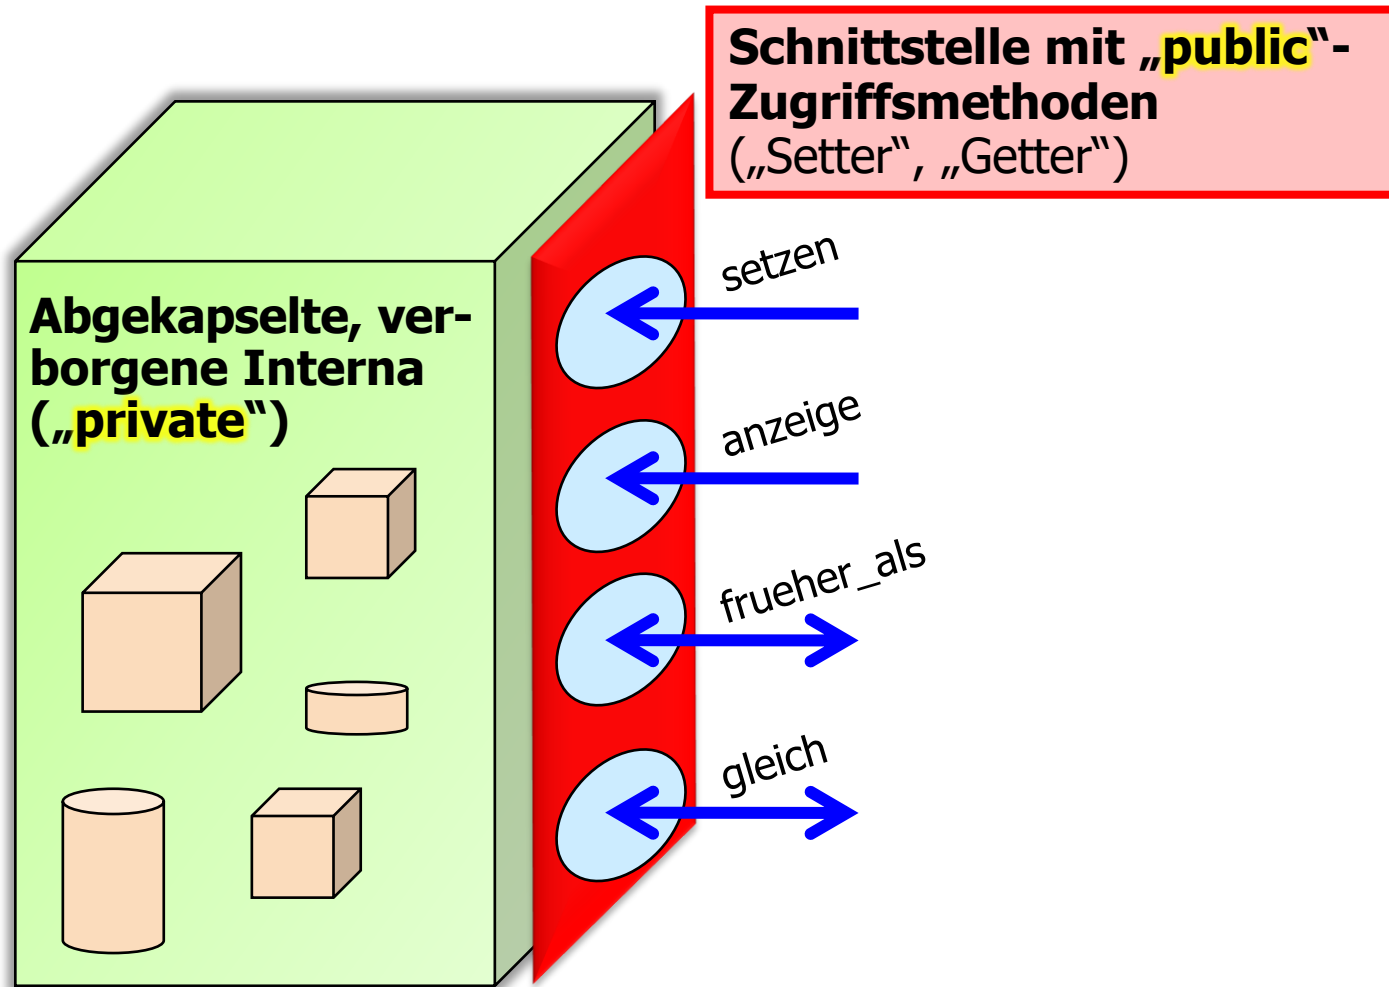 Schnittstelle mit „public“-
Zugriffsmethoden
(„Setter“, „Getter“)
Abgekapselte, ver-
borgene Interna
(„private“)
setzen
anzeige
frueher_als
gleich